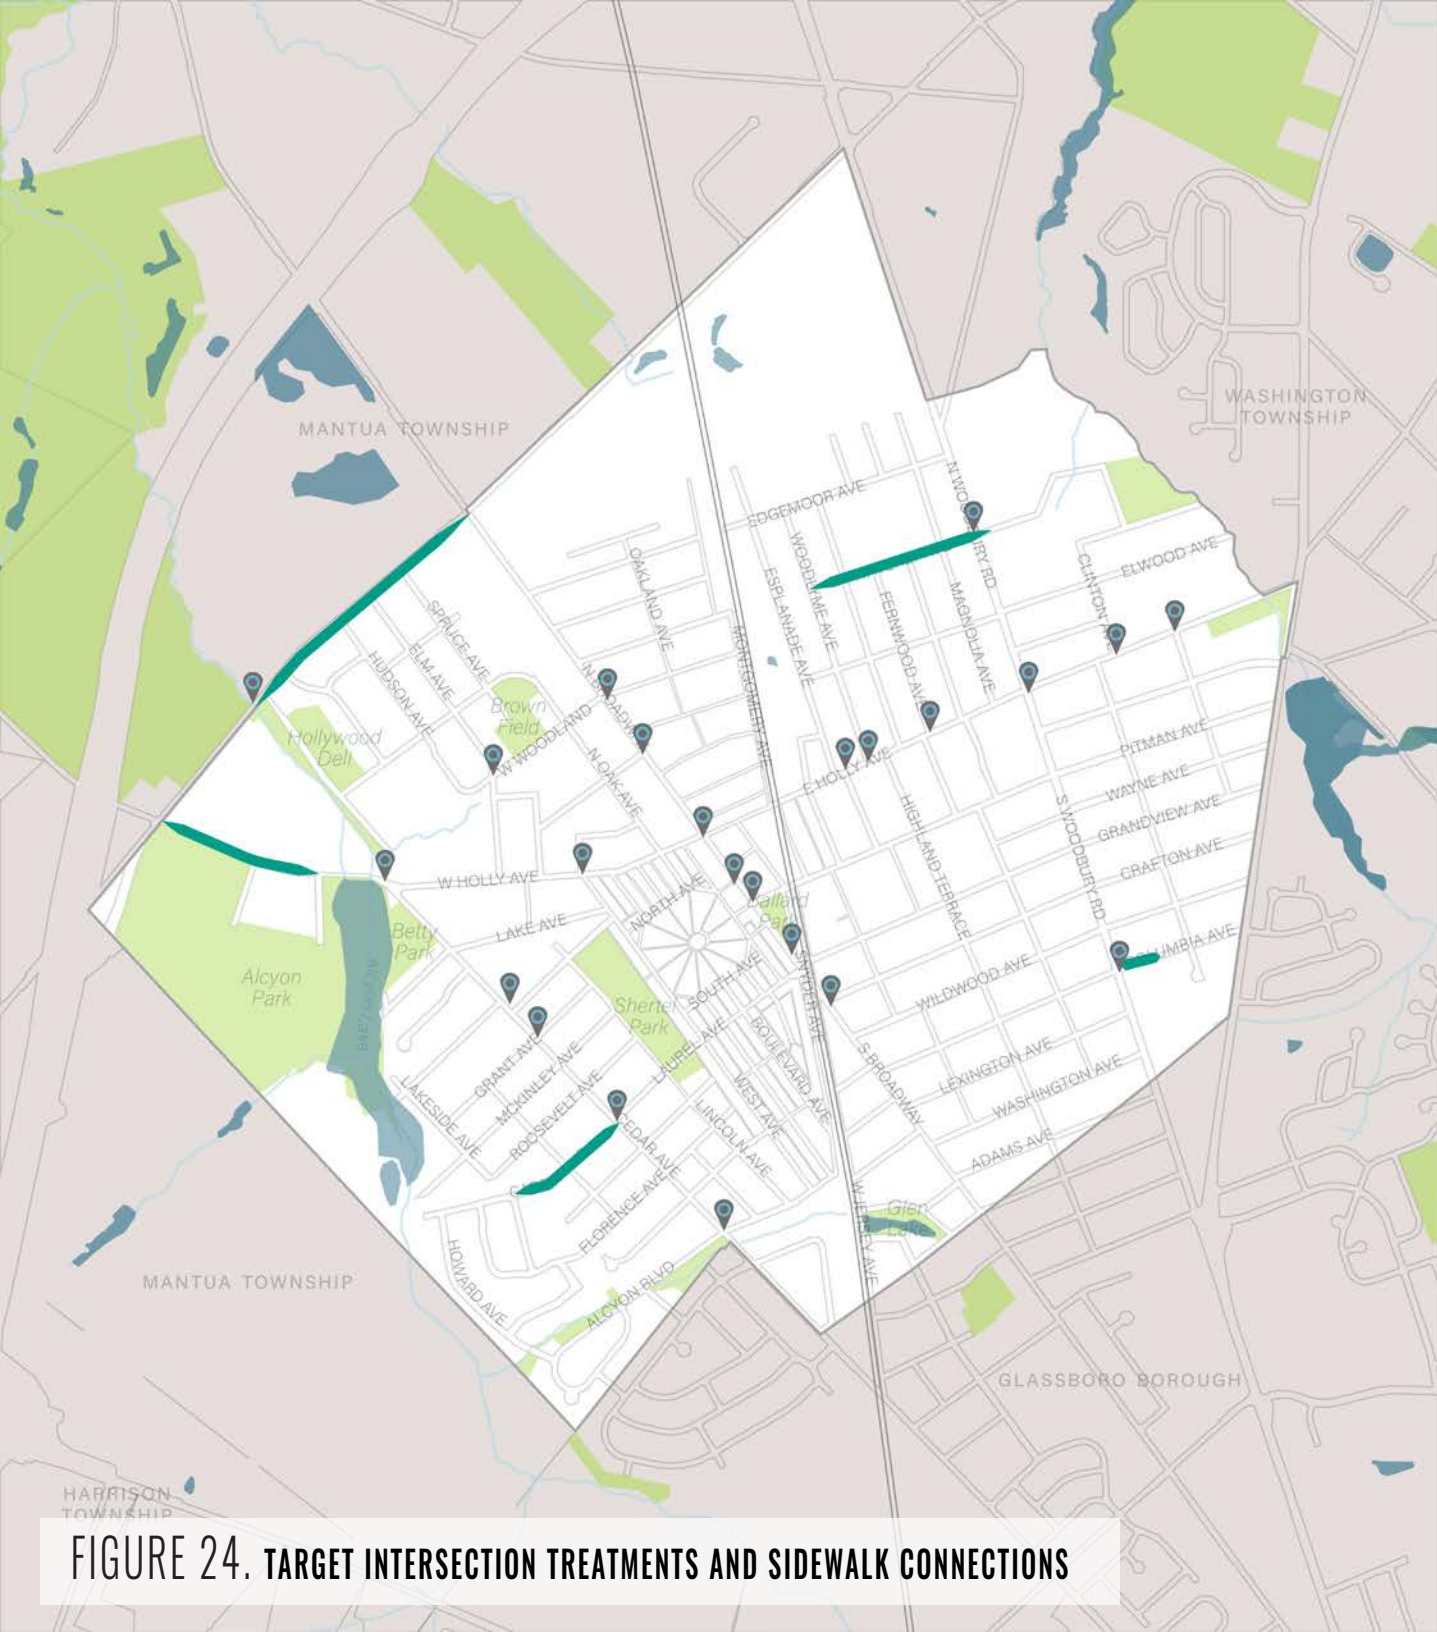 WASHINGTON
TOWNSHIP
MANTUA TOWNSHIP
EDGEMOOR AVE
ELWOOD AVE
OAKLAND AVE
ESPLANADE AVE
FERNWOOD AVE
MAGNOLIA AVE
SPRUCE AVE
ELM AVE
HUDSON AVE
MONTGOMERY AVE
Brown
Field
W WOODLAND
Hollywood
Dell
N OAK AVE
E HOLLY AVE
PITMAN AVE
WAYNE AVE
GRANDVIEW AVE
CRAFTON AVE
HIGHLAND TERRACE
S WOODBURY RD
W HOLLY AVE
NORTH AVE
LAKE AVE
Betty
Park
Alcyon
Park
Alcyon Lake
SOUTH AVE
SNYDER AVE
WILDWOOD AVE
LAUREL AVE
BOULEVARD AVE
WEST AVE
S BROADWAY
LEXINGTON AVE
WASHINGTON AVE
ADAMS AVE
GRANT AVE
MCKINLEY AVE
ROOSEVELT AVE
LAKESIDE AVE
CEDAR AVE
LINCOLN AVE
FLORENCE AVE
W JERSEY AVE
Glen
Lake
HOWARD AVE
ALCYON BLVD
MANTUA TOWNSHIP
GLASSBORO BOROUGH
HARRISON
TOWNSHIP
FIGURE 24. TARGET INTERSECTION TREATMENTS AND SIDEWALK CONNECTIONS